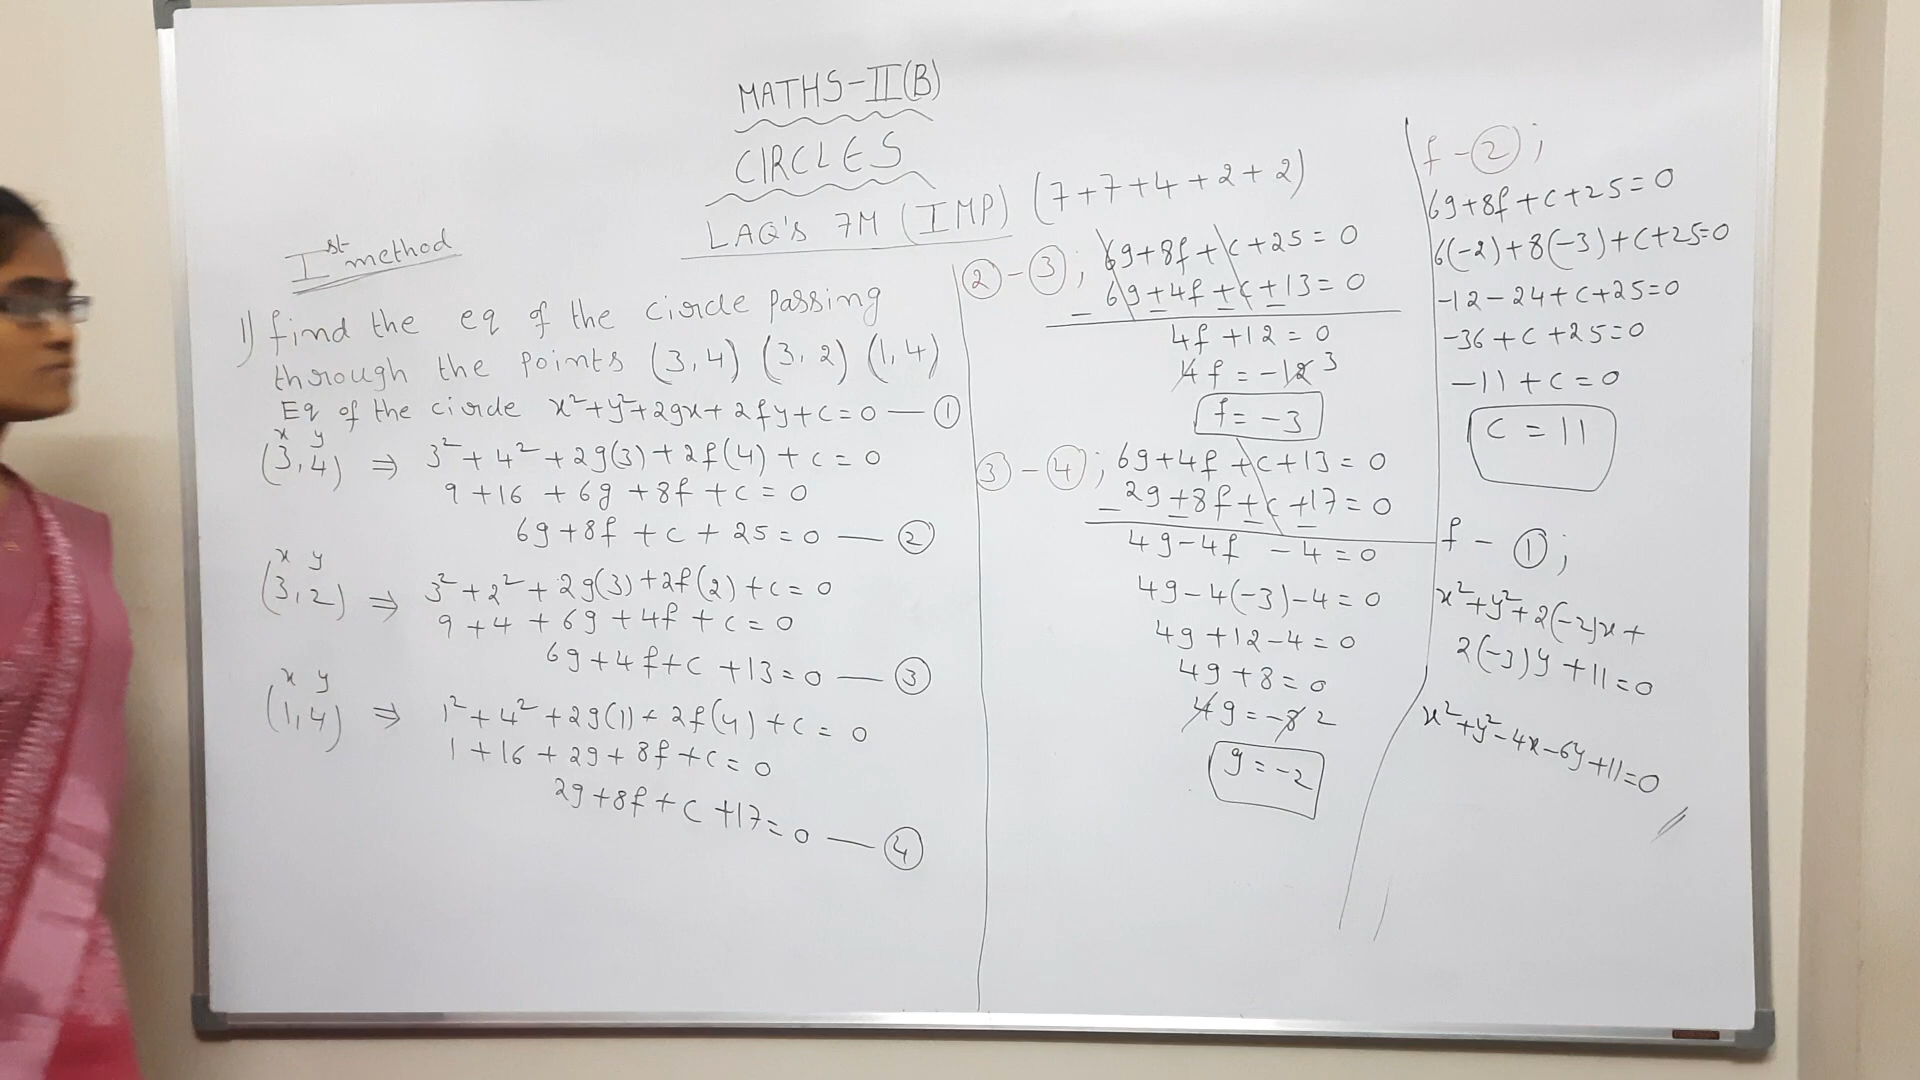 MATHS-II(B)
CIRCLES
LAQ's 7M (IMP) (7+7+4+2+2)
Ist method
1) find the eq of the circle passing
through the points (3,4) (3,2) (1,4)
Eq of the circle x²+y²+2gx+2fy+c=0 — ①
x y
(3,4) ⇒ 3²+4²+2g(3)+2f(4)+c=0
9+16+6g+8f+c=0
6g+8f+c+25=0 — ②
x y
(3,2) ⇒ 3²+2²+2g(3)+2f(2)+c=0
9+4+6g+4f+c=0
6g+4f+c+13=0 — ③
x y
(1,4) ⇒ 1²+4²+2g(1)+2f(4)+c=0
1+16+2g+8f+c=0
2g+8f+c+17=0 — ④
②-③; 6g+8f+c+25=0
6g+4f+c+13=0
- - - -
4f+12=0
4f=-12 3
f=-3
③-④; 6g+4f+c+13=0
2g+8f+c+17=0
- - - -
4g-4f-4=0
4g-4(-3)-4=0
4g+12-4=0
4g+8=0
4g=-8 2
g=-2
f-②;
6g+8f+c+25=0
6(-2)+8(-3)+c+25=0
-12-24+c+25=0
-36+c+25=0
-11+c=0
c=11
f-①;
x²+y²+2(-2)x+
2(-3)y+11=0
x²+y²-4x-6y+11=0